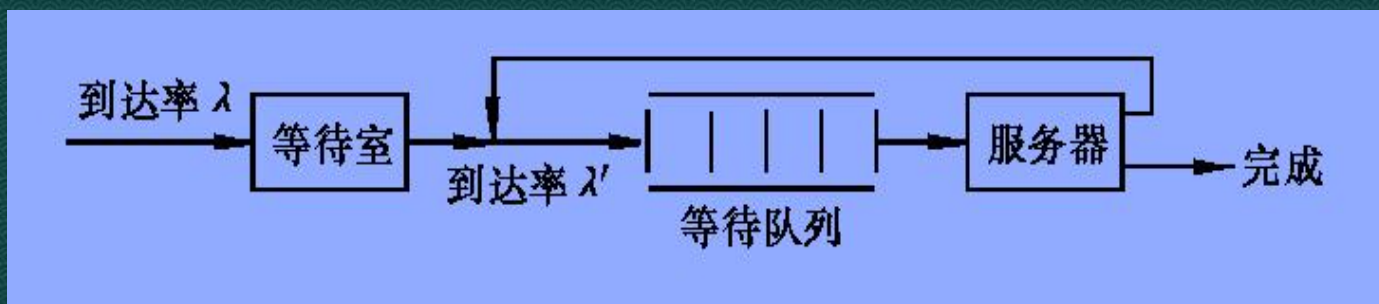 到达率 λ
等待室
到达率 λ′
等待队列
服务器
完成